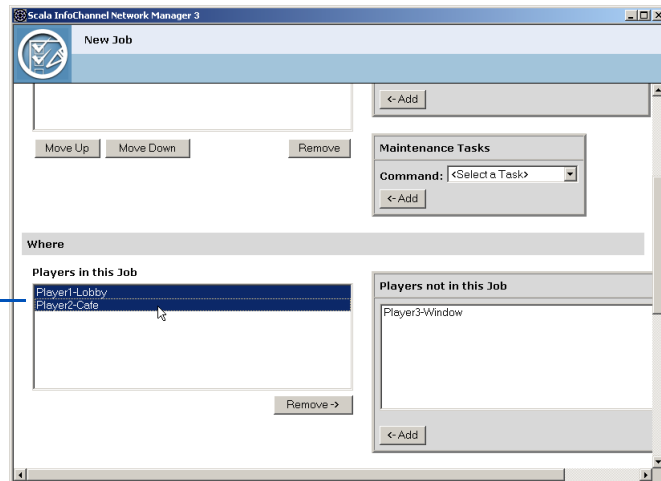 Scala InfoChannel Network Manager 3
New Job
<- Add
Move Up Move Down Remove
Maintenance Tasks
Command: <Select a Task>
<- Add
Where
Players in this Job
Player1-Lobby
Player2-Cafe
Remove ->
Players not in this Job
Player3-Window
<- Add